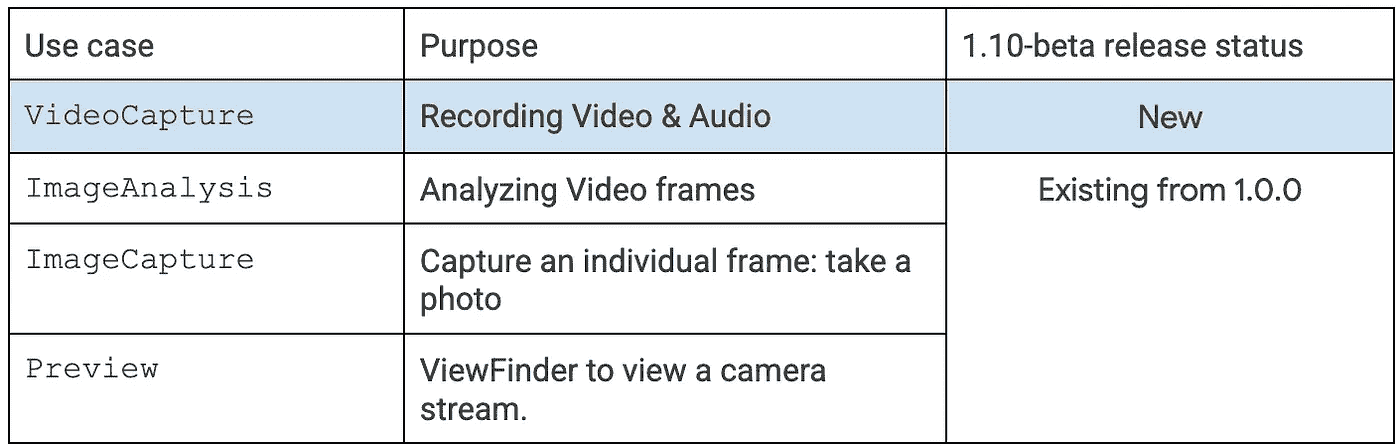 Use case Purpose 1.10-beta release status
VideoCapture Recording Video & Audio New
ImageAnalysis Analyzing Video frames Existing from 1.0.0
ImageCapture Capture an individual frame: take a
photo
Preview ViewFinder to view a camera
stream.